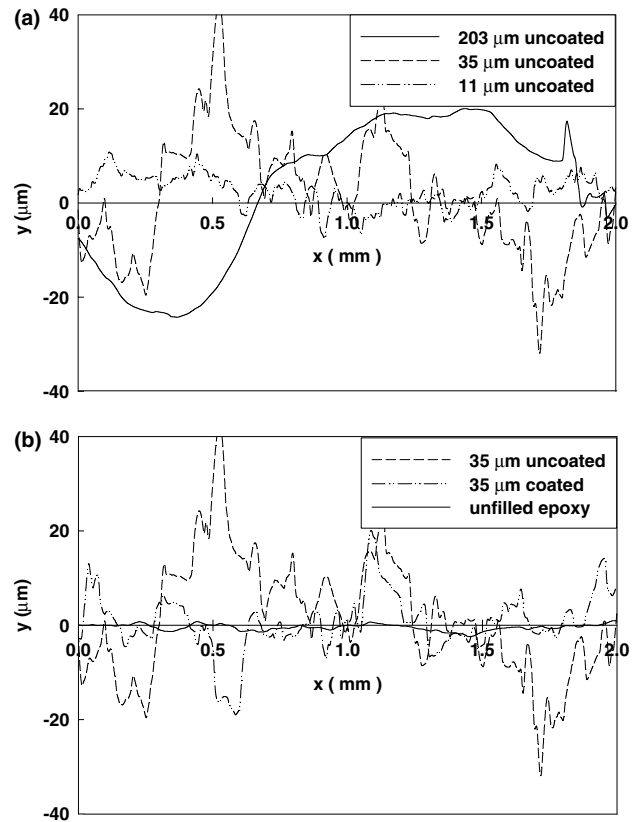 (a)
203 μm uncoated
35 μm uncoated
11 μm uncoated
40
20
0
-20
-40
y (μm)
0.0 0.5 1.0 1.5 2.0
x ( mm )
(b)
35 μm uncoated
35 μm coated
unfilled epoxy
40
20
0
-20
-40
y (μm)
0.0 0.5 1.0 1.5 2.0
x ( mm )